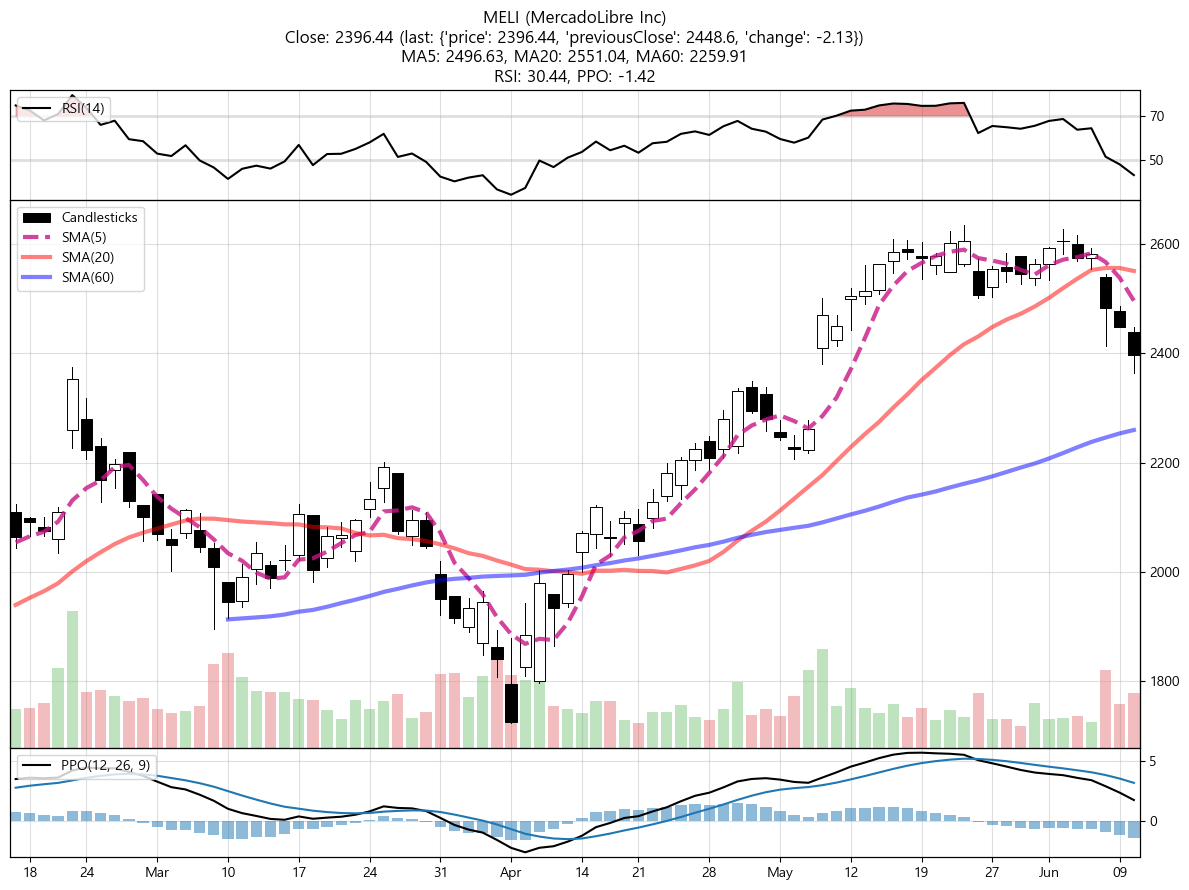 MELI (MercadoLibre Inc)
Close: 2396.44 (last: {'price': 2396.44, 'previousClose': 2448.6, 'change': -2.13})
MA5: 2496.63, MA20: 2551.04, MA60: 2259.91
RSI: 30.44, PPO: -1.42
RSI(14)
70
50
Candlesticks
SMA(5)
SMA(20)
SMA(60)
2600
2400
2200
2000
1800
PPO(12, 26, 9)
5
0
18 24 Mar 10 17 24 31 Apr 14 21 28 May 12 19 27 Jun 09